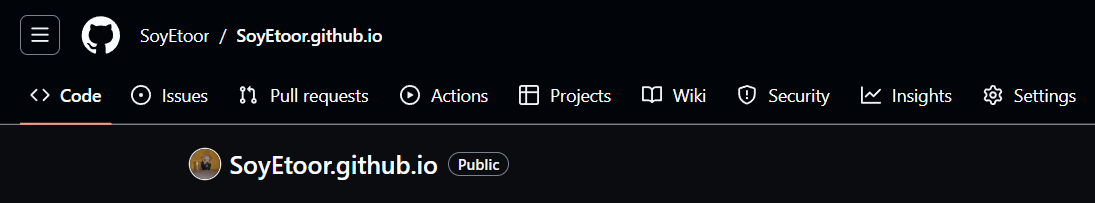 SoyEtoor / SoyEtoor.github.io
Code Issues Pull requests Actions Projects Wiki Security Insights Settings
SoyEtoor.github.io Public